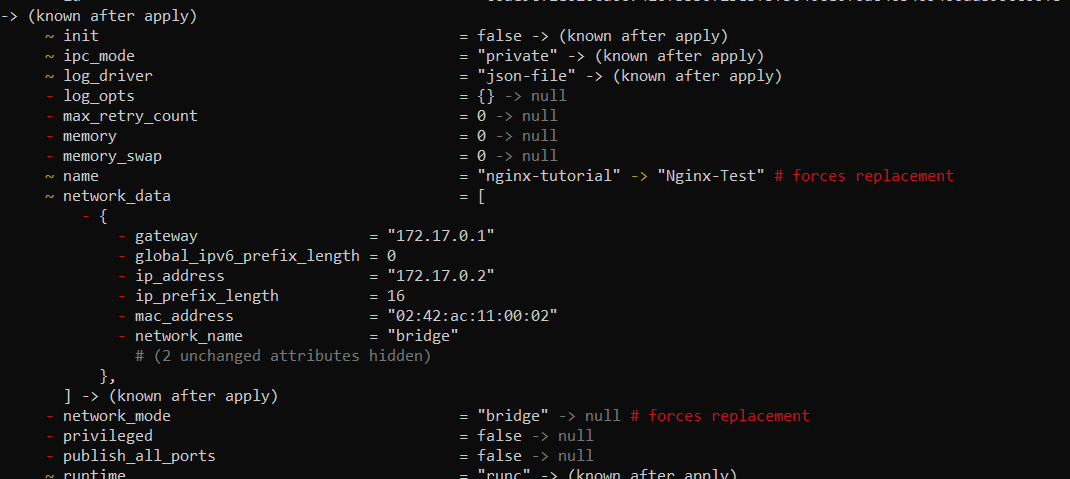 -> (known after apply)
~ init = false -> (known after apply)
~ ipc_mode = "private" -> (known after apply)
~ log_driver = "json-file" -> (known after apply)
- log_opts = {} -> null
- max_retry_count = 0 -> null
- memory = 0 -> null
- memory_swap = 0 -> null
~ name = "nginx-tutorial" -> "Nginx-Test" # forces replacement
~ network_data = [
- {
- gateway = "172.17.0.1"
- global_ipv6_prefix_length = 0
- ip_address = "172.17.0.2"
- ip_prefix_length = 16
- mac_address = "02:42:ac:11:00:02"
- network_name = "bridge"
# (2 unchanged attributes hidden)
},
] -> (known after apply)
- network_mode = "bridge" -> null # forces replacement
- privileged = false -> null
- publish_all_ports = false -> null
~ runtime = "runc" -> (known after apply)